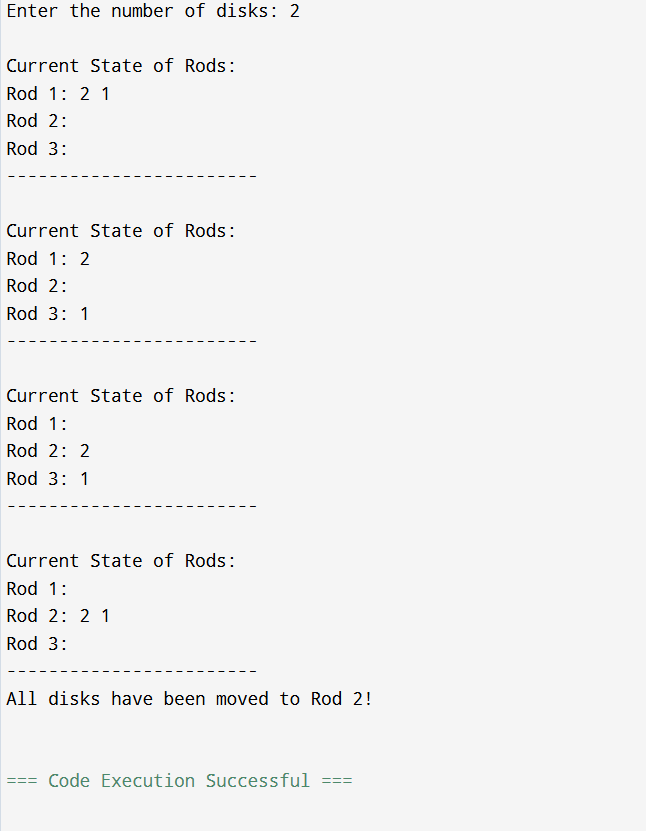 Enter the number of disks: 2
Current State of Rods:
Rod 1: 2 1
Rod 2:
Rod 3:
------------------------
Current State of Rods:
Rod 1: 2
Rod 2:
Rod 3: 1
------------------------
Current State of Rods:
Rod 1:
Rod 2: 2
Rod 3: 1
------------------------
Current State of Rods:
Rod 1:
Rod 2: 2 1
Rod 3:
------------------------
All disks have been moved to Rod 2!
=== Code Execution Successful ===